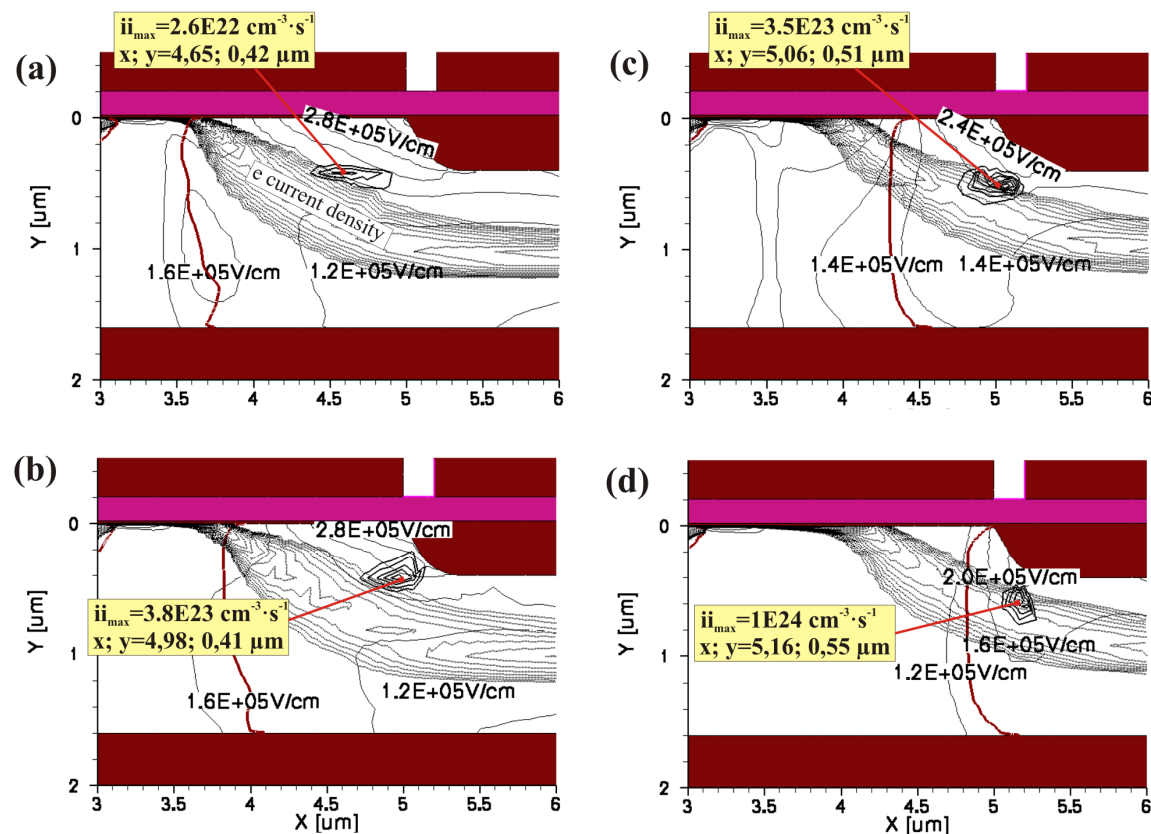 (a)
ii_max=2.6E22 cm⁻³·s⁻¹
x; y=4,65; 0,42 µm
2.8E+05V/cm
e current density
1.6E+05V/cm
1.2E+05V/cm
Y [um]
0
1
2
3
3.5
4
4.5
5
5.5
6
(c)
ii_max=3.5E23 cm⁻³·s⁻¹
x; y=5,06; 0,51 µm
2.4E+05V/cm
1.4E+05V/cm
1.4E+05V/cm
Y [um]
0
1
2
3
3.5
4
4.5
5
5.5
6
(b)
2.8E+05V/cm
ii_max=3.8E23 cm⁻³·s⁻¹
x; y=4,98; 0,41 µm
1.6E+05V/cm
1.2E+05V/cm
Y [um]
0
1
2
3
3.5
4
4.5
5
5.5
6
X [um]
(d)
2.0E+05V/cm
ii_max=1E24 cm⁻³·s⁻¹
x; y=5,16; 0,55 µm
1.6E+05V/cm
1.2E+05V/cm
Y [um]
0
1
2
3
3.5
4
4.5
5
5.5
6
X [um]